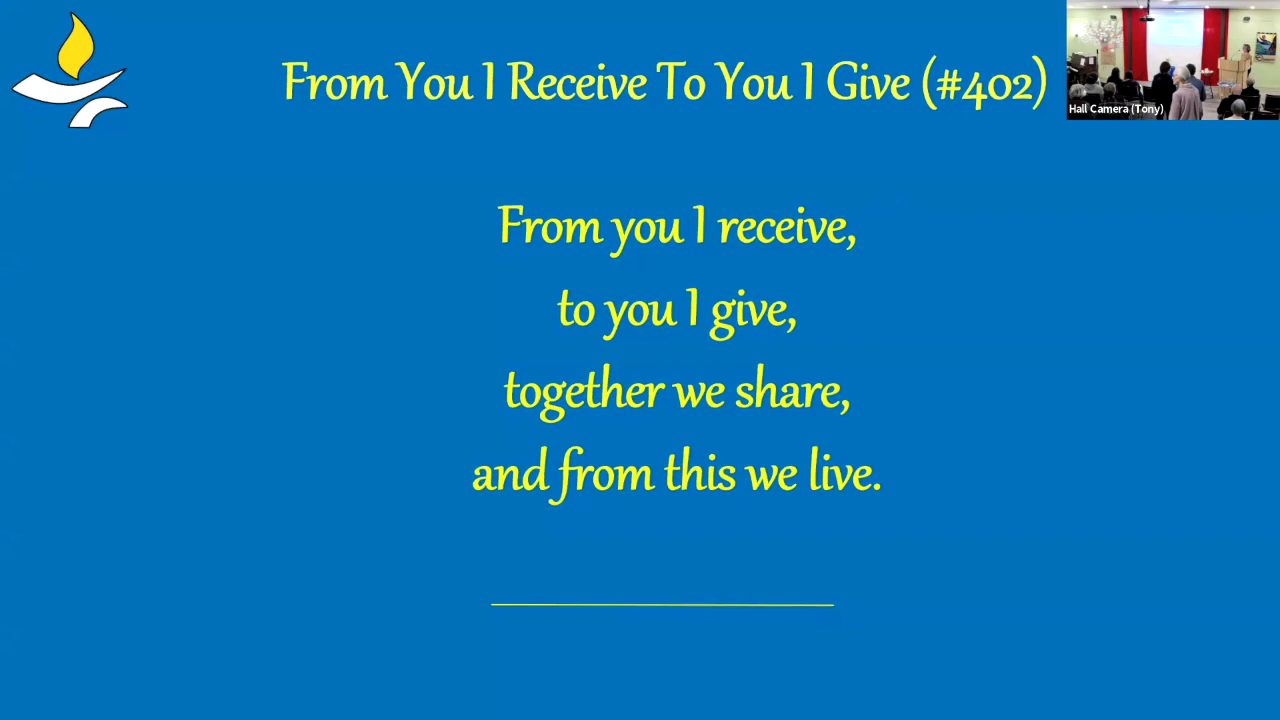 From You I Receive To You I Give (#402)
Hall Camera (Tony)
From you I receive,
to you I give,
together we share,
and from this we live.